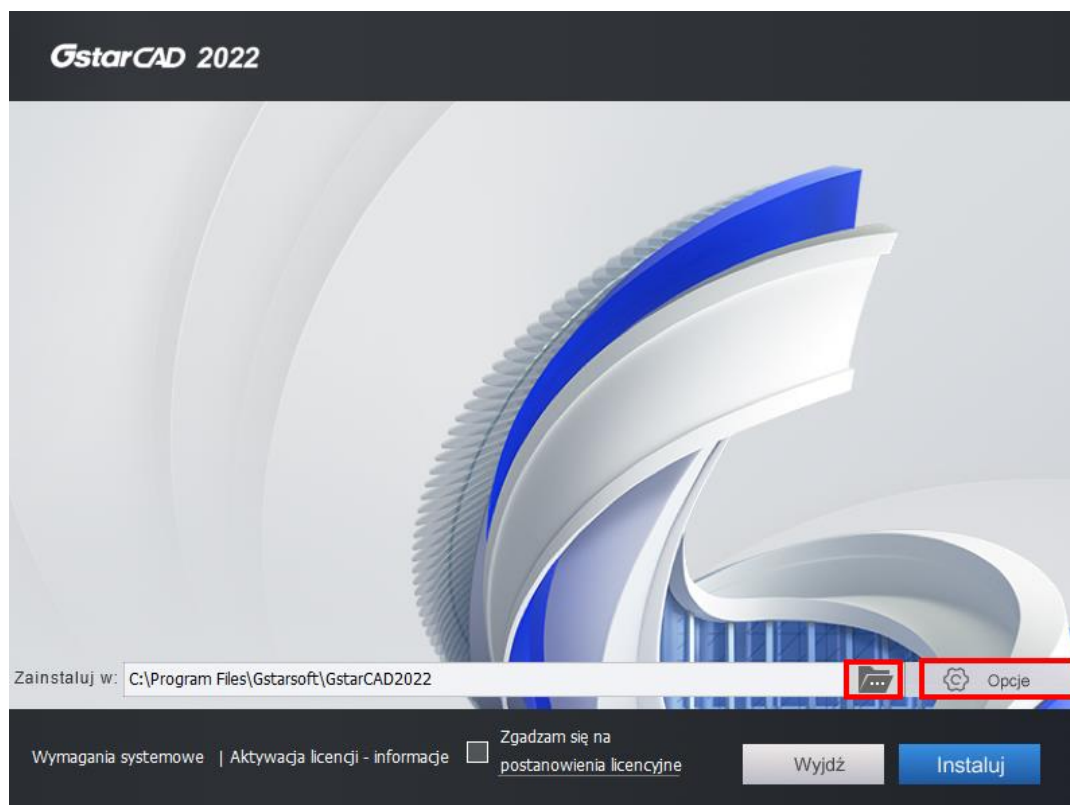 GstarCAD 2022
Zainstaluj w: C:\Program Files\Gstarsoft\GstarCAD2022 Opcje
Wymagania systemowe | Aktywacja licencji - informacje
Zgadzam się na
postanowienia licencyjne
Wyjdź
Instaluj